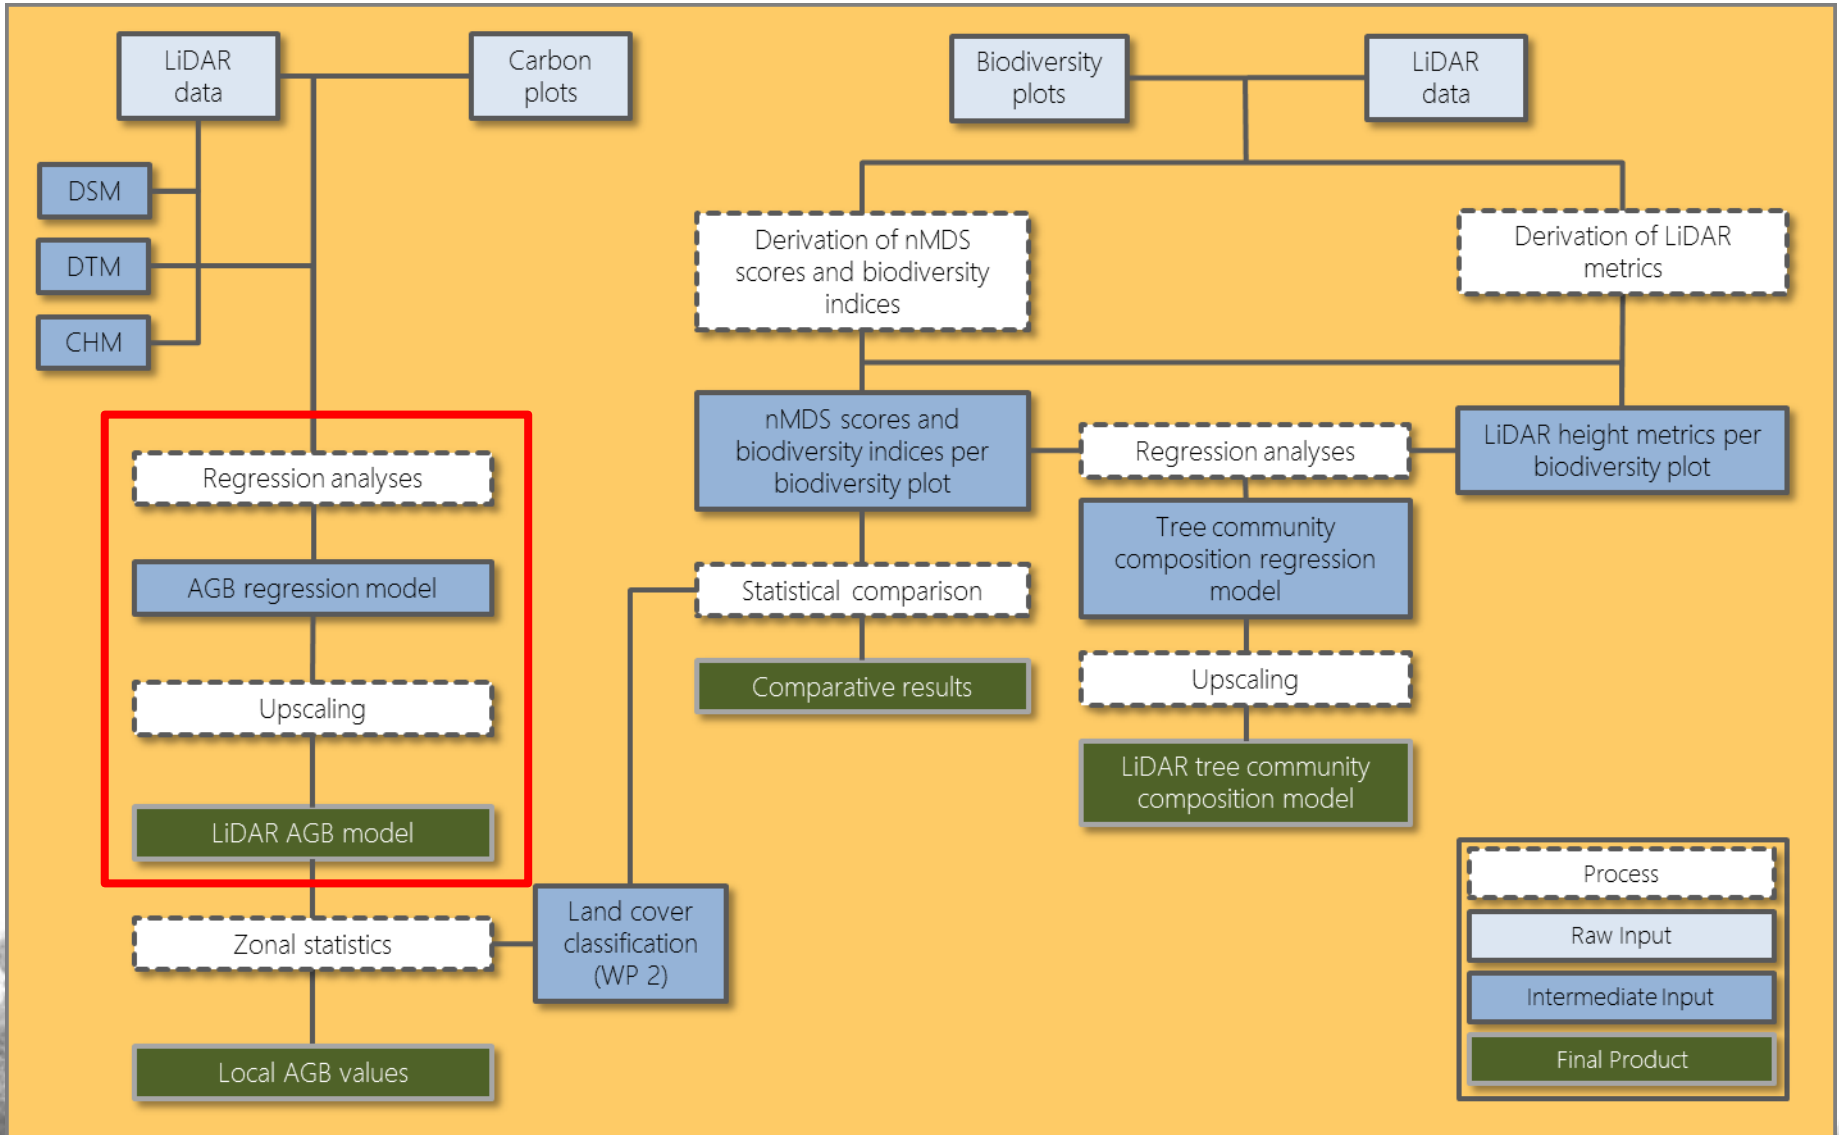 LiDAR
data
Carbon
plots
Biodiversity
plots
LiDAR
data
DSM
DTM
CHM
Derivation of nMDS
scores and biodiversity
indices
Derivation of LiDAR
metrics
nMDS scores and
biodiversity indices per
biodiversity plot
Regression analyses
LiDAR height metrics per
biodiversity plot
Regression analyses
AGB regression model
Upscaling
LiDAR AGB model
Tree community
composition regression
model
Statistical comparison
Comparative results
Upscaling
LiDAR tree community
composition model
Land cover
classification
(WP 2)
Zonal statistics
Local AGB values
Process
Raw Input
Intermediate Input
Final Product